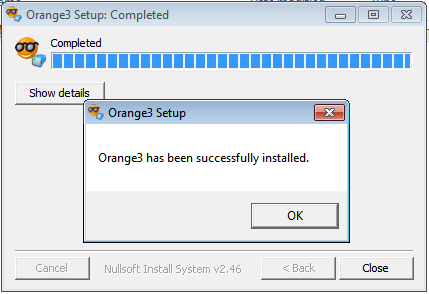 Orange3 Setup: Completed
Completed
Show details
Orange3 Setup
Orange3 has been successfully installed.
OK
Cancel
Nullsoft Install System v2.46
< Back
Close